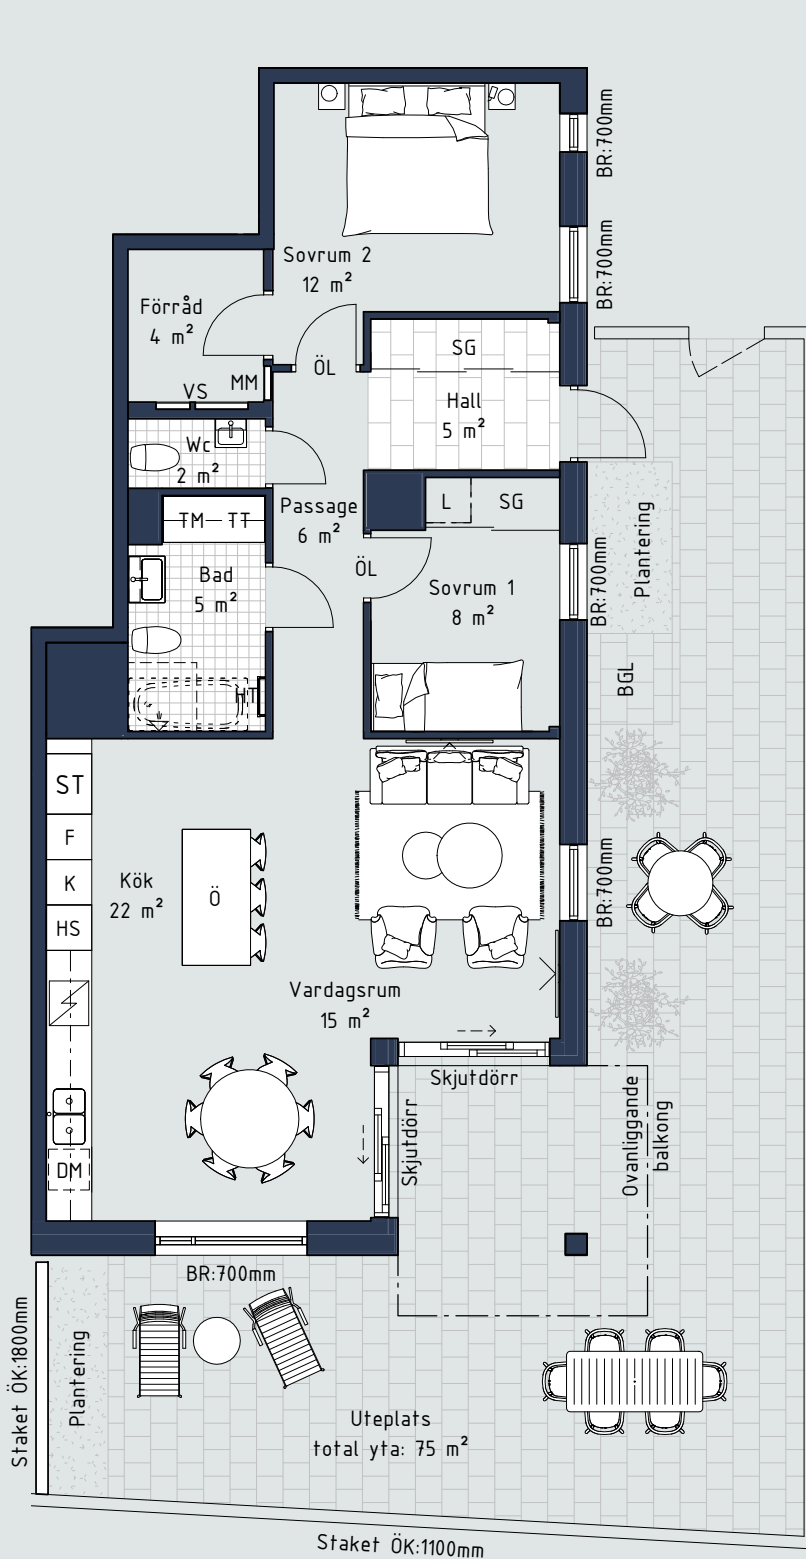 BR:700mm
BR:700mm
Sovrum 2
12 m²
Förråd
4 m²
ÖL
SG
MM
VS
Hall
5 m²
Wc
2 m²
Passage
6 m²
L
SG
TM
TT
ÖL
Bad
5 m²
Sovrum 1
8 m²
BR:700mm
Plantering
BGL
HT
ST
F
K
HS
Kök
22 m²
Ö
BR:700mm
Vardagsrum
15 m²
Skjutdörr
Skjutdörr
Ovanliggande
balkong
DM
BR:700mm
Staket ÖK:1800mm
Plantering
Uteplats
total yta: 75 m²
Staket ÖK:1100mm